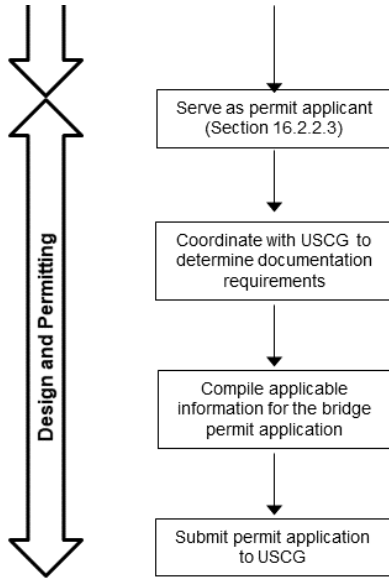 Serve as permit applicant
(Section 16.2.2.3)
Design and Permitting
Coordinate with USCG to
determine documentation
requirements
Compile applicable
information for the bridge
permit application
Submit permit application
to USCG